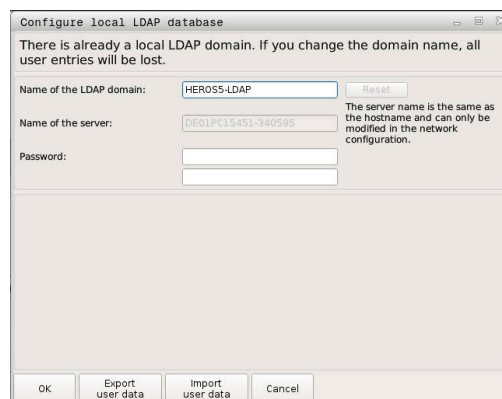 Configure local LDAP database
There is already a local LDAP domain. If you change the domain name, all
user entries will be lost.
Name of the LDAP domain:
HEROS5-LDAP
Reset
Name of the server:
DE01PC15451-340595
The server name is the same as
the hostname and can only be
modified in the network
configuration.
Password:
OK
Export
user data
Import
user data
Cancel